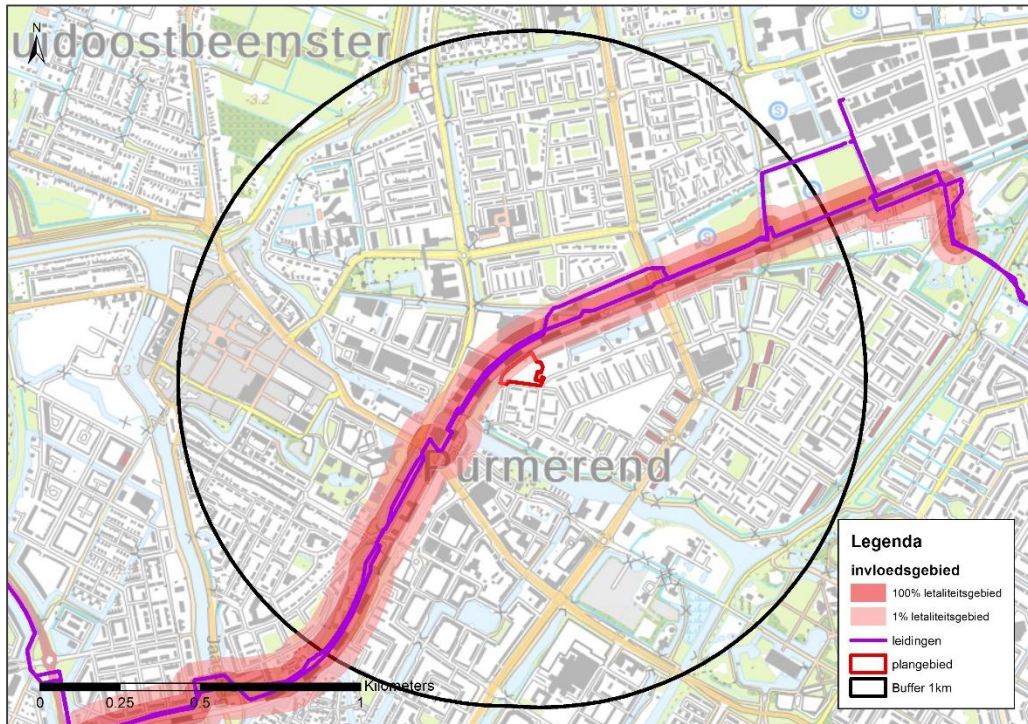 uidoostbeemster
N
-3.2
S
S
S
S
Purmerend
Legenda
invloedsgebied
100% letaliteitsgebied
1% letaliteitsgebied
leidingen
plangebied
Buffer 1km
Kilometers
0 0.25 0.5 1